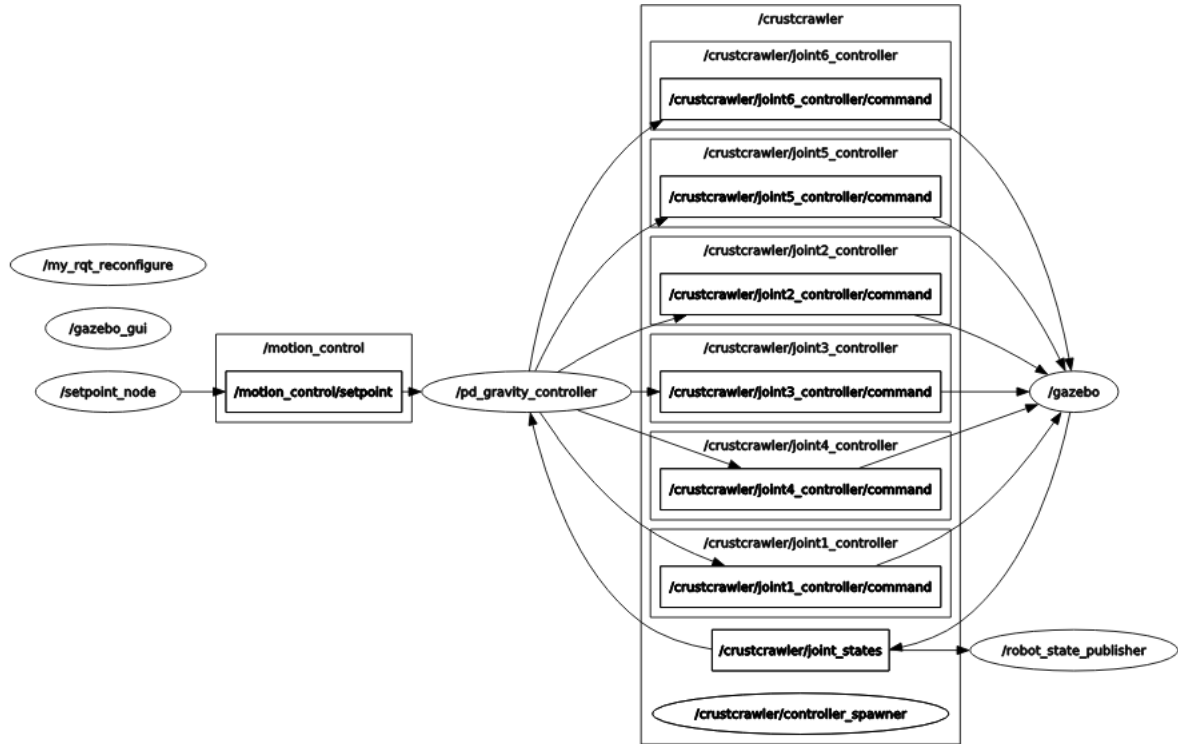 /crustcrawler
/crustcrawler/joint6_controller
/crustcrawler/joint6_controller/command
/crustcrawler/joint5_controller
/crustcrawler/joint5_controller/command
/crustcrawler/joint2_controller
/my_rqt_reconfigure
/crustcrawler/joint2_controller/command
/gazebo_gui
/motion_control
/crustcrawler/joint3_controller
/setpoint_node
/motion_control/setpoint
/pd_gravity_controller
/crustcrawler/joint3_controller/command
/gazebo
/crustcrawler/joint4_controller
/crustcrawler/joint4_controller/command
/crustcrawler/joint1_controller
/crustcrawler/joint1_controller/command
/crustcrawler/joint_states
/robot_state_publisher
/crustcrawler/controller_spawner